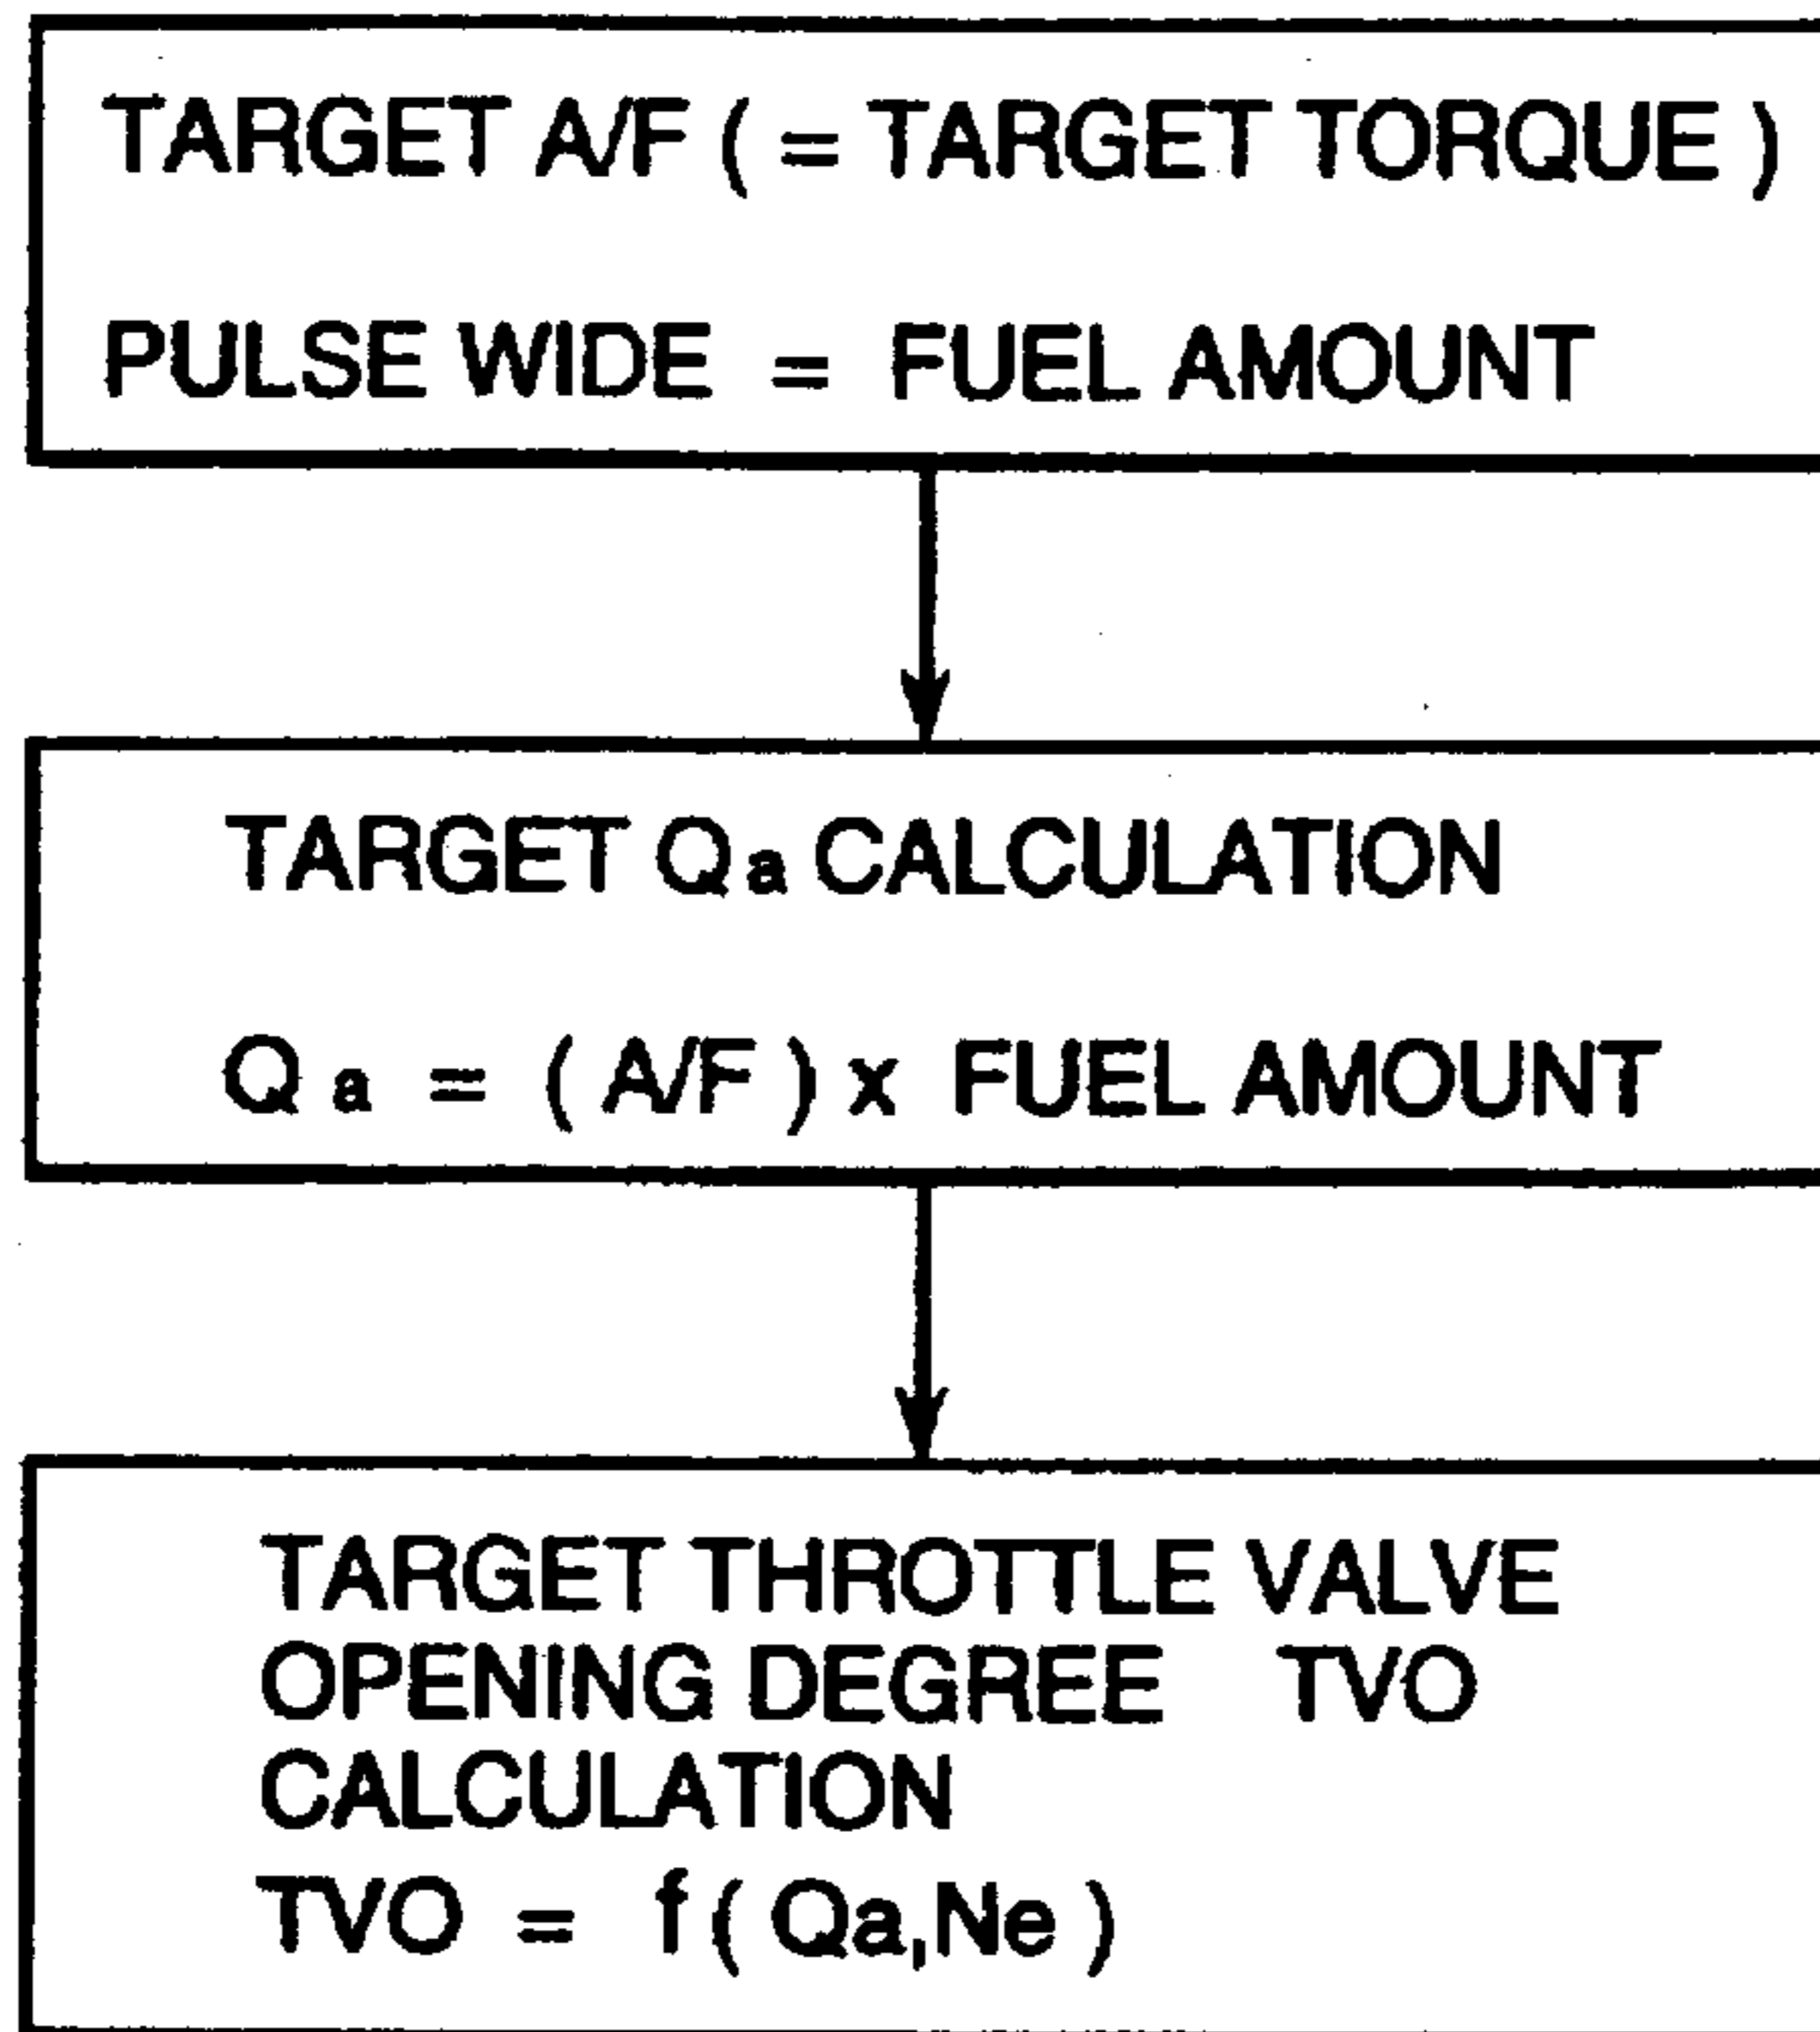 TARGET A/F ( = TARGET TORQUE )
PULSE WIDE = FUEL AMOUNT
TARGET Qa CALCULATION
Qa = ( A/F ) x FUEL AMOUNT
TARGET THROTTLE VALVE
OPENING DEGREE TVO
CALCULATION
TVO = f ( Qa,Ne )